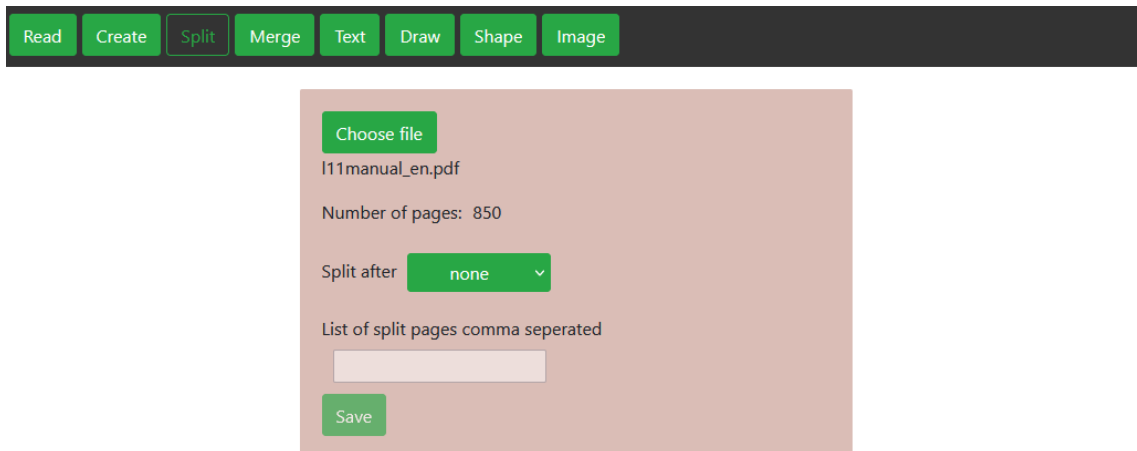 Read Create Split Merge Text Draw Shape Image
Choose file
l11manual_en.pdf
Number of pages: 850
Split after none
List of split pages comma seperated
Save